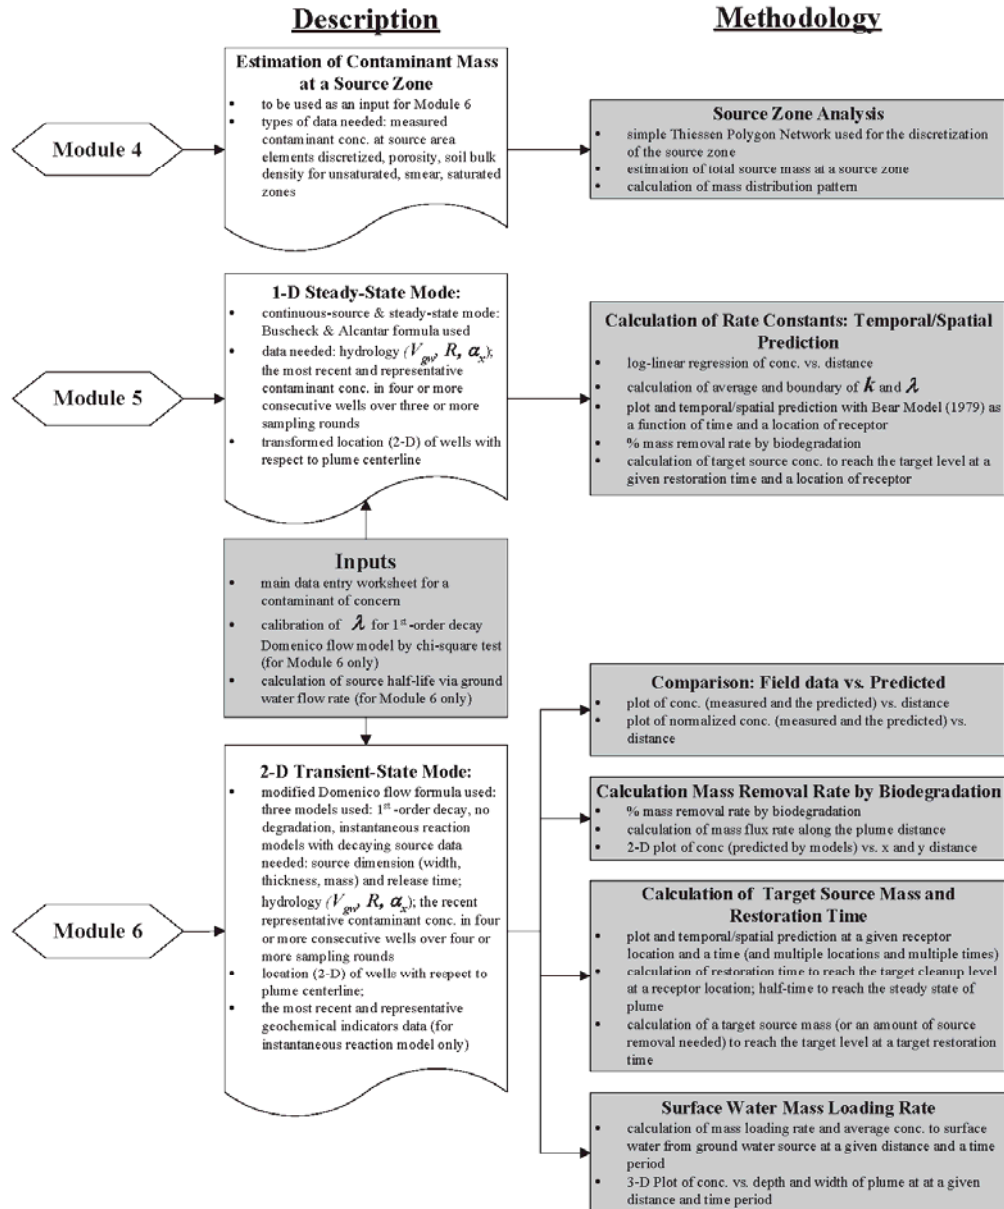 Description
Methodology
Module 4
Estimation of Contaminant Mass
at a Source Zone
• to be used as an input for Module 6
• types of data needed: measured
contaminant conc. at source area
elements discretized, porosity, soil bulk
density for unsaturated, smear, saturated
zones
Source Zone Analysis
• simple Thiessen Polygon Network used for the discretization
of the source zone
• estimation of total source mass at a source zone
• calculation of mass distribution pattern
Module 5
1-D Steady-State Mode:
• continuous-source & steady-state mode:
Buscheck & Alcantar formula used
• data needed: hydrology (V_gw, R, α_x);
the most recent and representative
contaminant conc. in four or more
consecutive wells over three or more
sampling rounds
• transformed location (2-D) of wells with
respect to plume centerline
Calculation of Rate Constants: Temporal/Spatial
Prediction
• log-linear regression of conc. vs. distance
• calculation of average and boundary of k and λ
• plot and temporal/spatial prediction with Bear Model (1979) as
a function of time and a location of receptor
• % mass removal rate by biodegradation
• calculation of target source conc. to reach the target level at a
given restoration time and a location of receptor
Inputs
• main data entry worksheet for a
contaminant of concern
• calibration of λ for 1st-order decay
Domenico flow model by chi-square test
(for Module 6 only)
• calculation of source half-life via ground
water flow rate (for Module 6 only)
Module 6
2-D Transient-State Mode:
• modified Domenico flow formula used:
three models used: 1st-order decay, no
degradation, instantaneous reaction
models with decaying source data
needed: source dimension (width,
thickness, mass) and release time;
hydrology (V_gw, R, α_x); the recent
representative contaminant conc. in four
or more consecutive wells over four or
more sampling rounds
• location (2-D) of wells with respect to
plume centerline;
• the most recent and representative
geochemical indicators data (for
instantaneous reaction model only)
Comparison: Field data vs. Predicted
• plot of conc. (measured and the predicted) vs. distance
• plot of normalized conc. (measured and the predicted) vs.
distance
Calculation Mass Removal Rate by Biodegradation
• % mass removal rate by biodegradation
• calculation of mass flux rate along the plume distance
• 2-D plot of conc (predicted by models) vs. x and y distance
Calculation of Target Source Mass and
Restoration Time
• plot and temporal/spatial prediction at a given receptor
location and a time (and multiple locations and multiple times)
• calculation of restoration time to reach the target cleanup level
at a receptor location; half-time to reach the steady state of
plume
• calculation of a target source mass (or an amount of source
removal needed) to reach the target level at a target restoration
time
Surface Water Mass Loading Rate
• calculation of mass loading rate and average conc. to surface
water from ground water source at a given distance and a time
period
• 3-D Plot of conc. vs. depth and width of plume at at a given
distance and time period